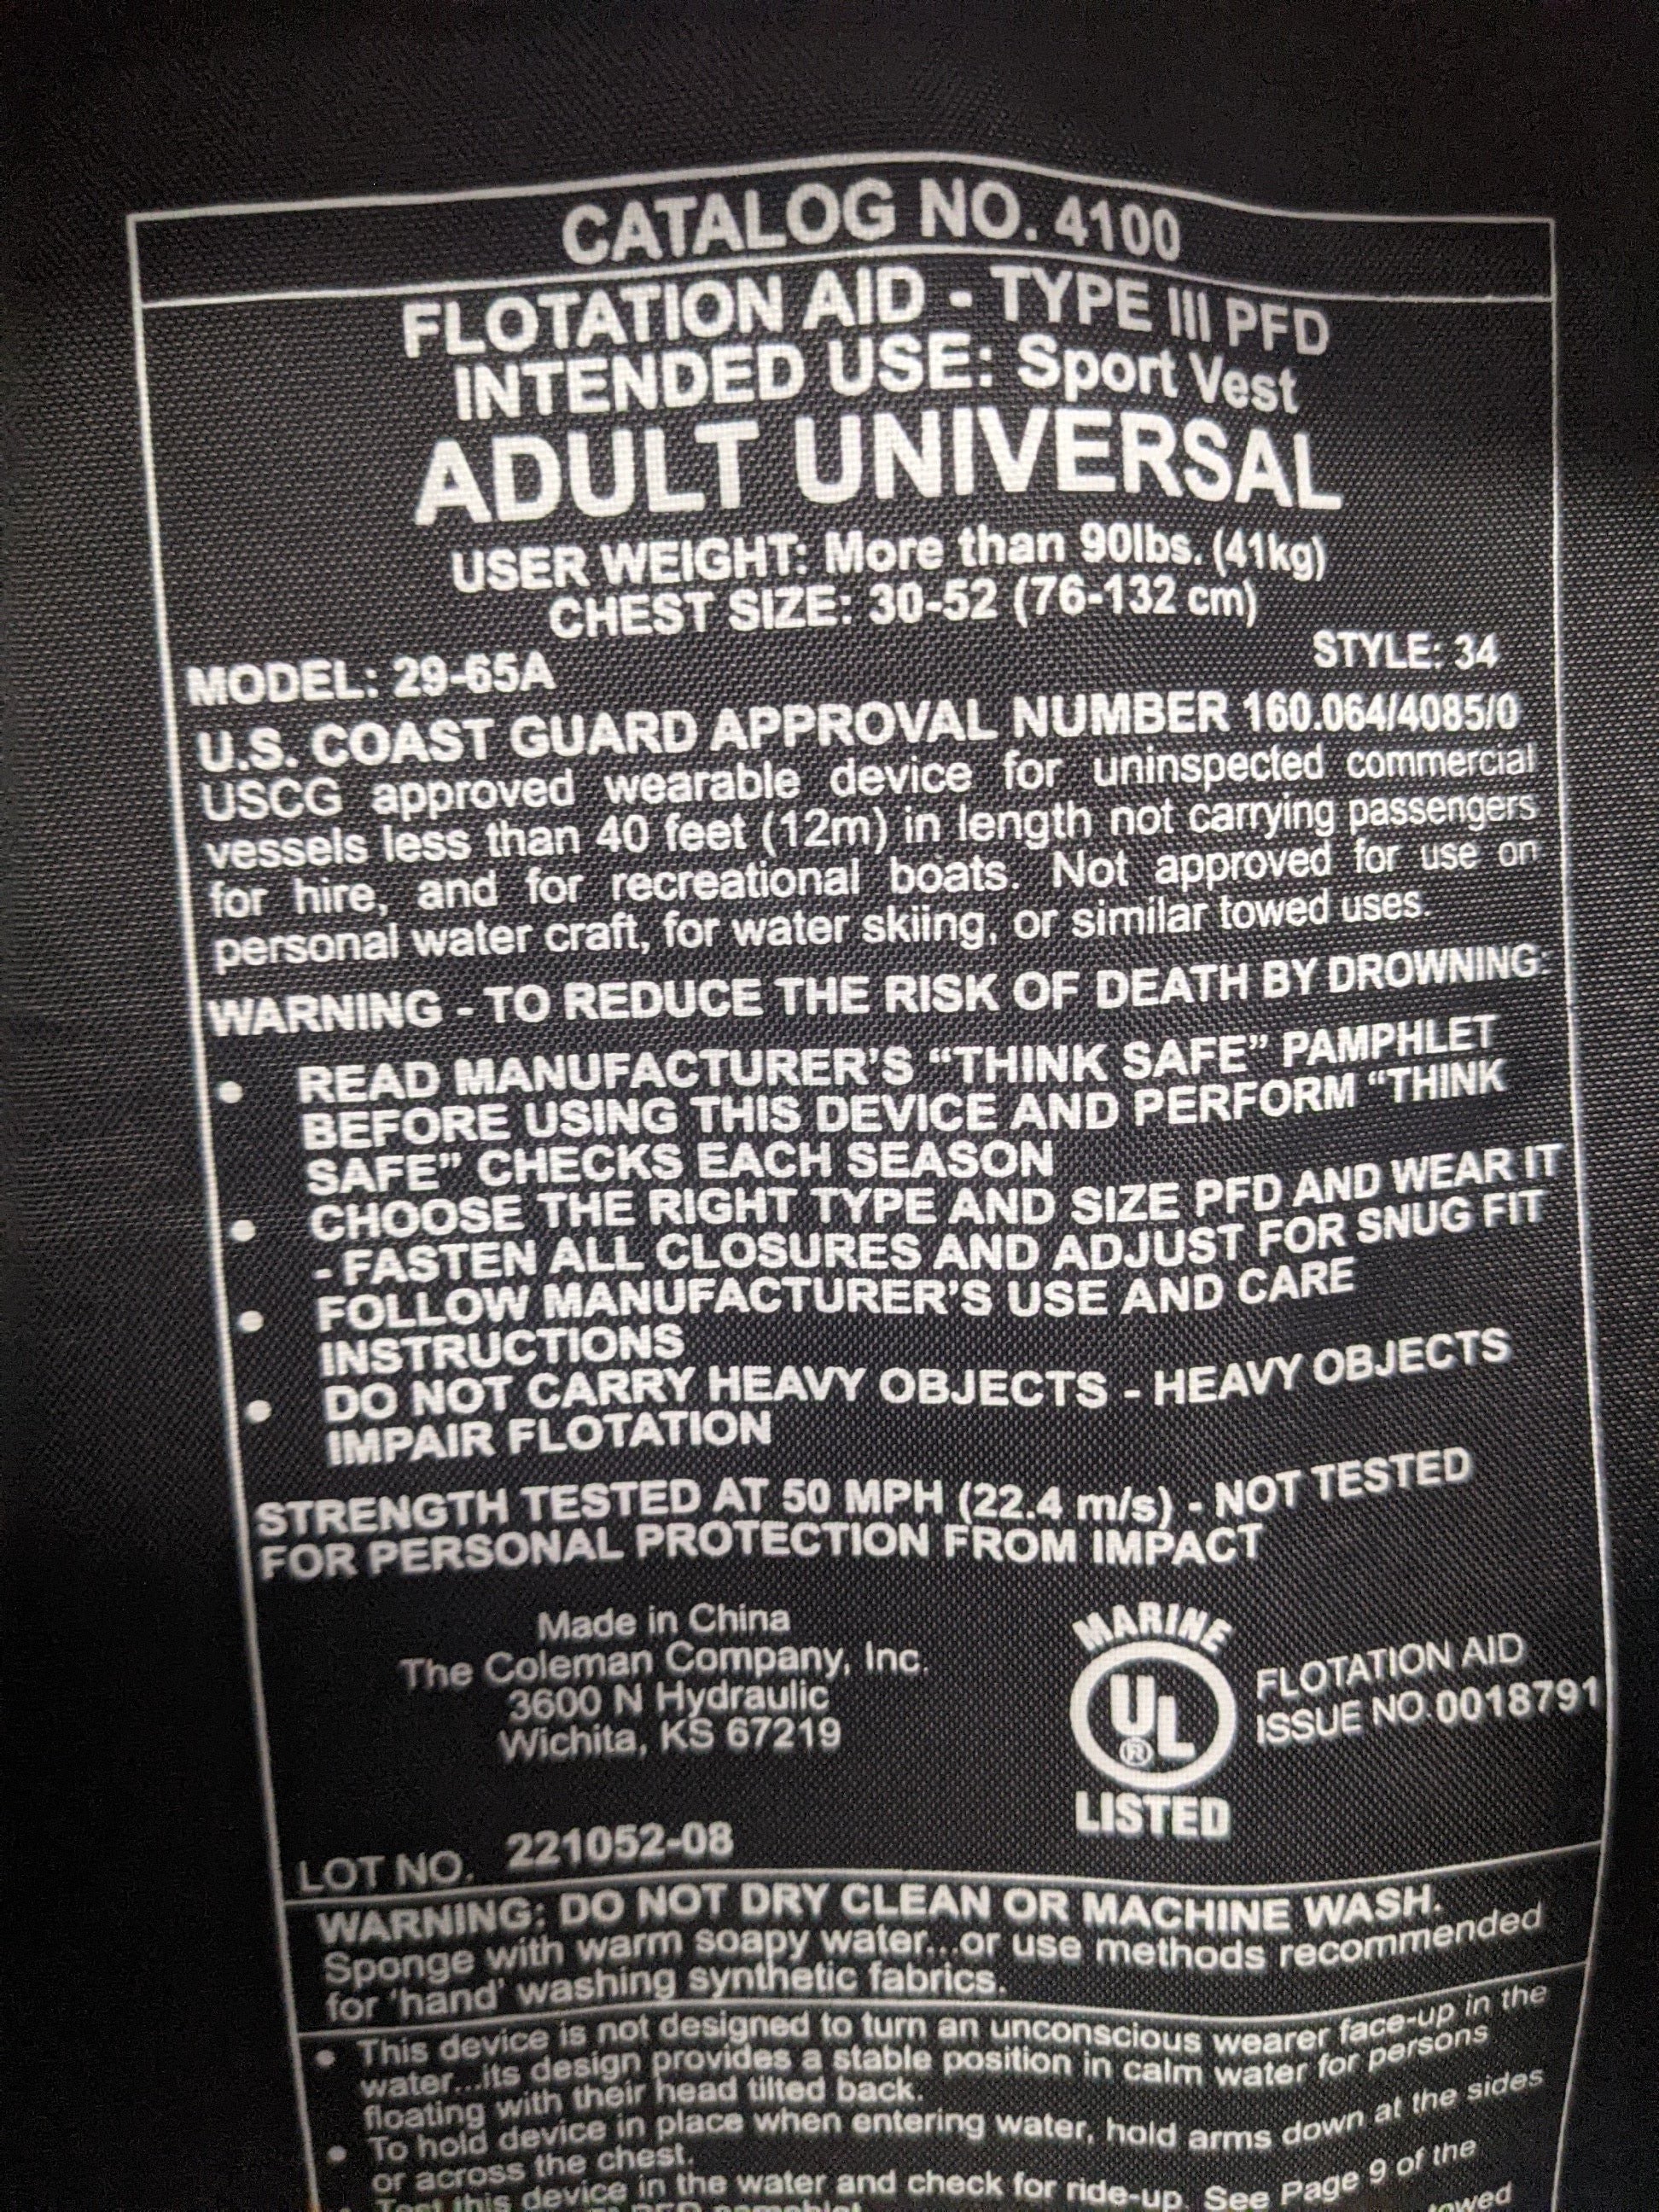 CATALOG NO. 4100
FLOTATION AID - TYPE III PFD
INTENDED USE: Sport Vest
ADULT UNIVERSAL
USER WEIGHT: More than 90lbs. (41kg)
CHEST SIZE: 30-52 (76-132 cm)
MODEL: 29-65A STYLE: 34
U.S. COAST GUARD APPROVAL NUMBER 160.064/4085/0
USCG approved wearable device for uninspected commercial
vessels less than 40 feet (12m) in length not carrying passengers
for hire, and for recreational boats. Not approved for use on
personal water craft, for water skiing, or similar towed uses.
WARNING - TO REDUCE THE RISK OF DEATH BY DROWNING:
• READ MANUFACTURER'S “THINK SAFE” PAMPHLET
BEFORE USING THIS DEVICE AND PERFORM “THINK
SAFE” CHECKS EACH SEASON
• CHOOSE THE RIGHT TYPE AND SIZE PFD AND WEAR IT
- FASTEN ALL CLOSURES AND ADJUST FOR SNUG FIT
• FOLLOW MANUFACTURER'S USE AND CARE
INSTRUCTIONS
• DO NOT CARRY HEAVY OBJECTS - HEAVY OBJECTS
IMPAIR FLOTATION
STRENGTH TESTED AT 50 MPH (22.4 m/s) - NOT TESTED
FOR PERSONAL PROTECTION FROM IMPACT
Made in China
The Coleman Company, Inc.
3600 N Hydraulic
Wichita, KS 67219
MARINE
UL ®
LISTED
FLOTATION AID
ISSUE NO. 0018791
LOT NO. 221052-08
WARNING: DO NOT DRY CLEAN OR MACHINE WASH.
Sponge with warm soapy water...or use methods recommended
for 'hand' washing synthetic fabrics.
• This device is not designed to turn an unconscious wearer face-up in the
water...its design provides a stable position in calm water for persons
floating with their head tilted back.
• To hold device in place when entering water, hold arms down at the sides
or across the chest.
• Test this device in the water and check for ride-up. See Page 9 of the